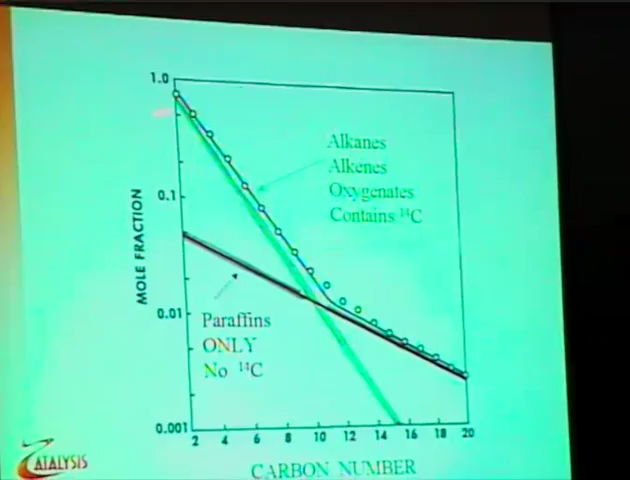 1.0
Alkanes
Alkenes
Oxygenates
Contains ¹⁴C
0.1
MOLE FRACTION
0.01
Paraffins
ONLY
No ¹⁴C
0.001
2 4 6 8 10 12 14 16 18 20
CARBON NUMBER
CATALYSIS